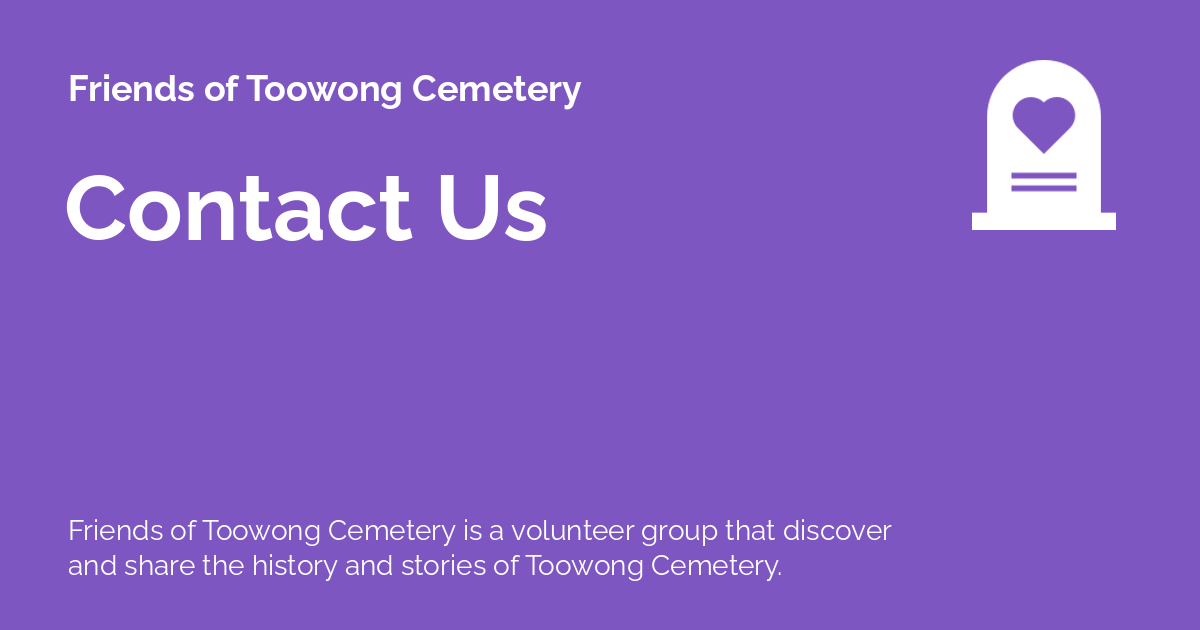 Friends of Toowong Cemetery
Contact Us
Friends of Toowong Cemetery is a volunteer group that discover
and share the history and stories of Toowong Cemetery.